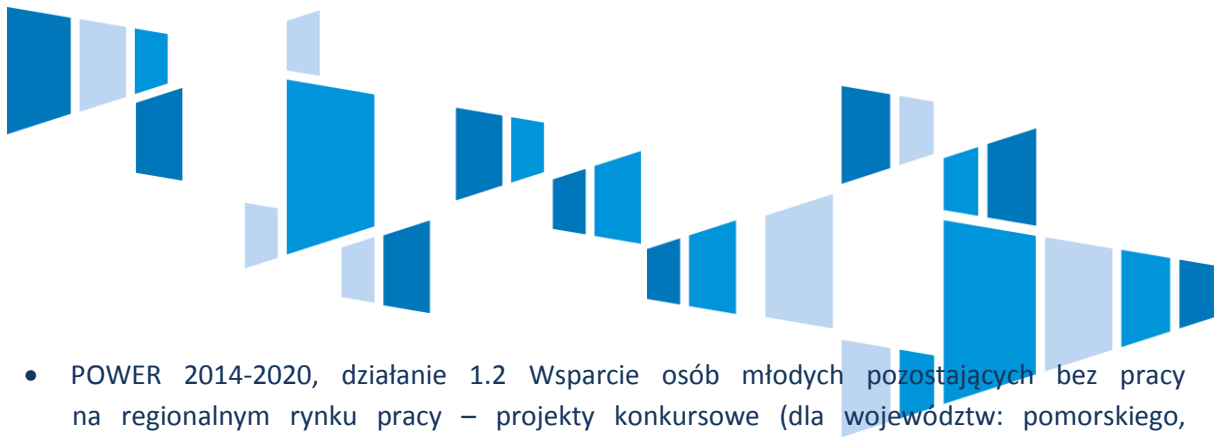 • POWER 2014-2020, działanie 1.2 Wsparcie osób młodych pozostających bez pracy
na regionalnym rynku pracy – projekty konkursowe (dla województw: pomorskiego,